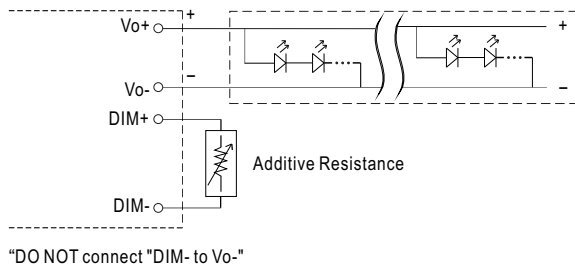 Vo+
+
+
Vo-
−
−
DIM+
Additive Resistance
DIM-
“DO NOT connect "DIM- to Vo-"